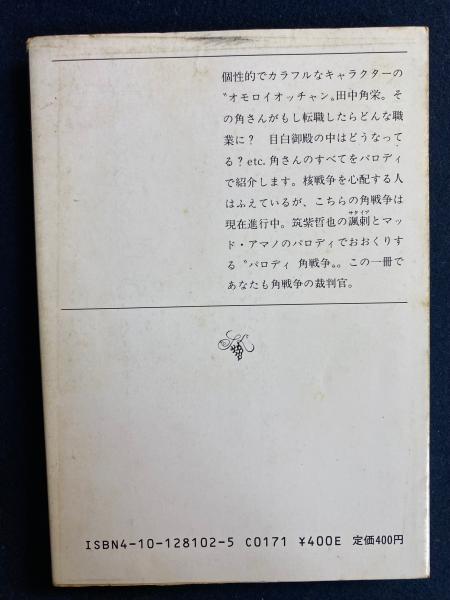 個性的でカラフルなキャラクターの
〝オモロイオッチャン〟田中角栄。そ
の角さんがもし転職したらどんな職
業に？　目白御殿の中はどうなって
る？etc. 角さんのすべてをパロディ
で紹介します。核戦争を心配する人
はふえているが、こちらの角戦争は
現在進行中。筑紫哲也の諷刺とマッ
サタイア
ド・アマノのパロディでおおくりす
る〝パロディ 角戦争〟。この一冊で
あなたも角戦争の裁判官。
ISBN4-10-128102-5 C0171 ¥400E 定価400円